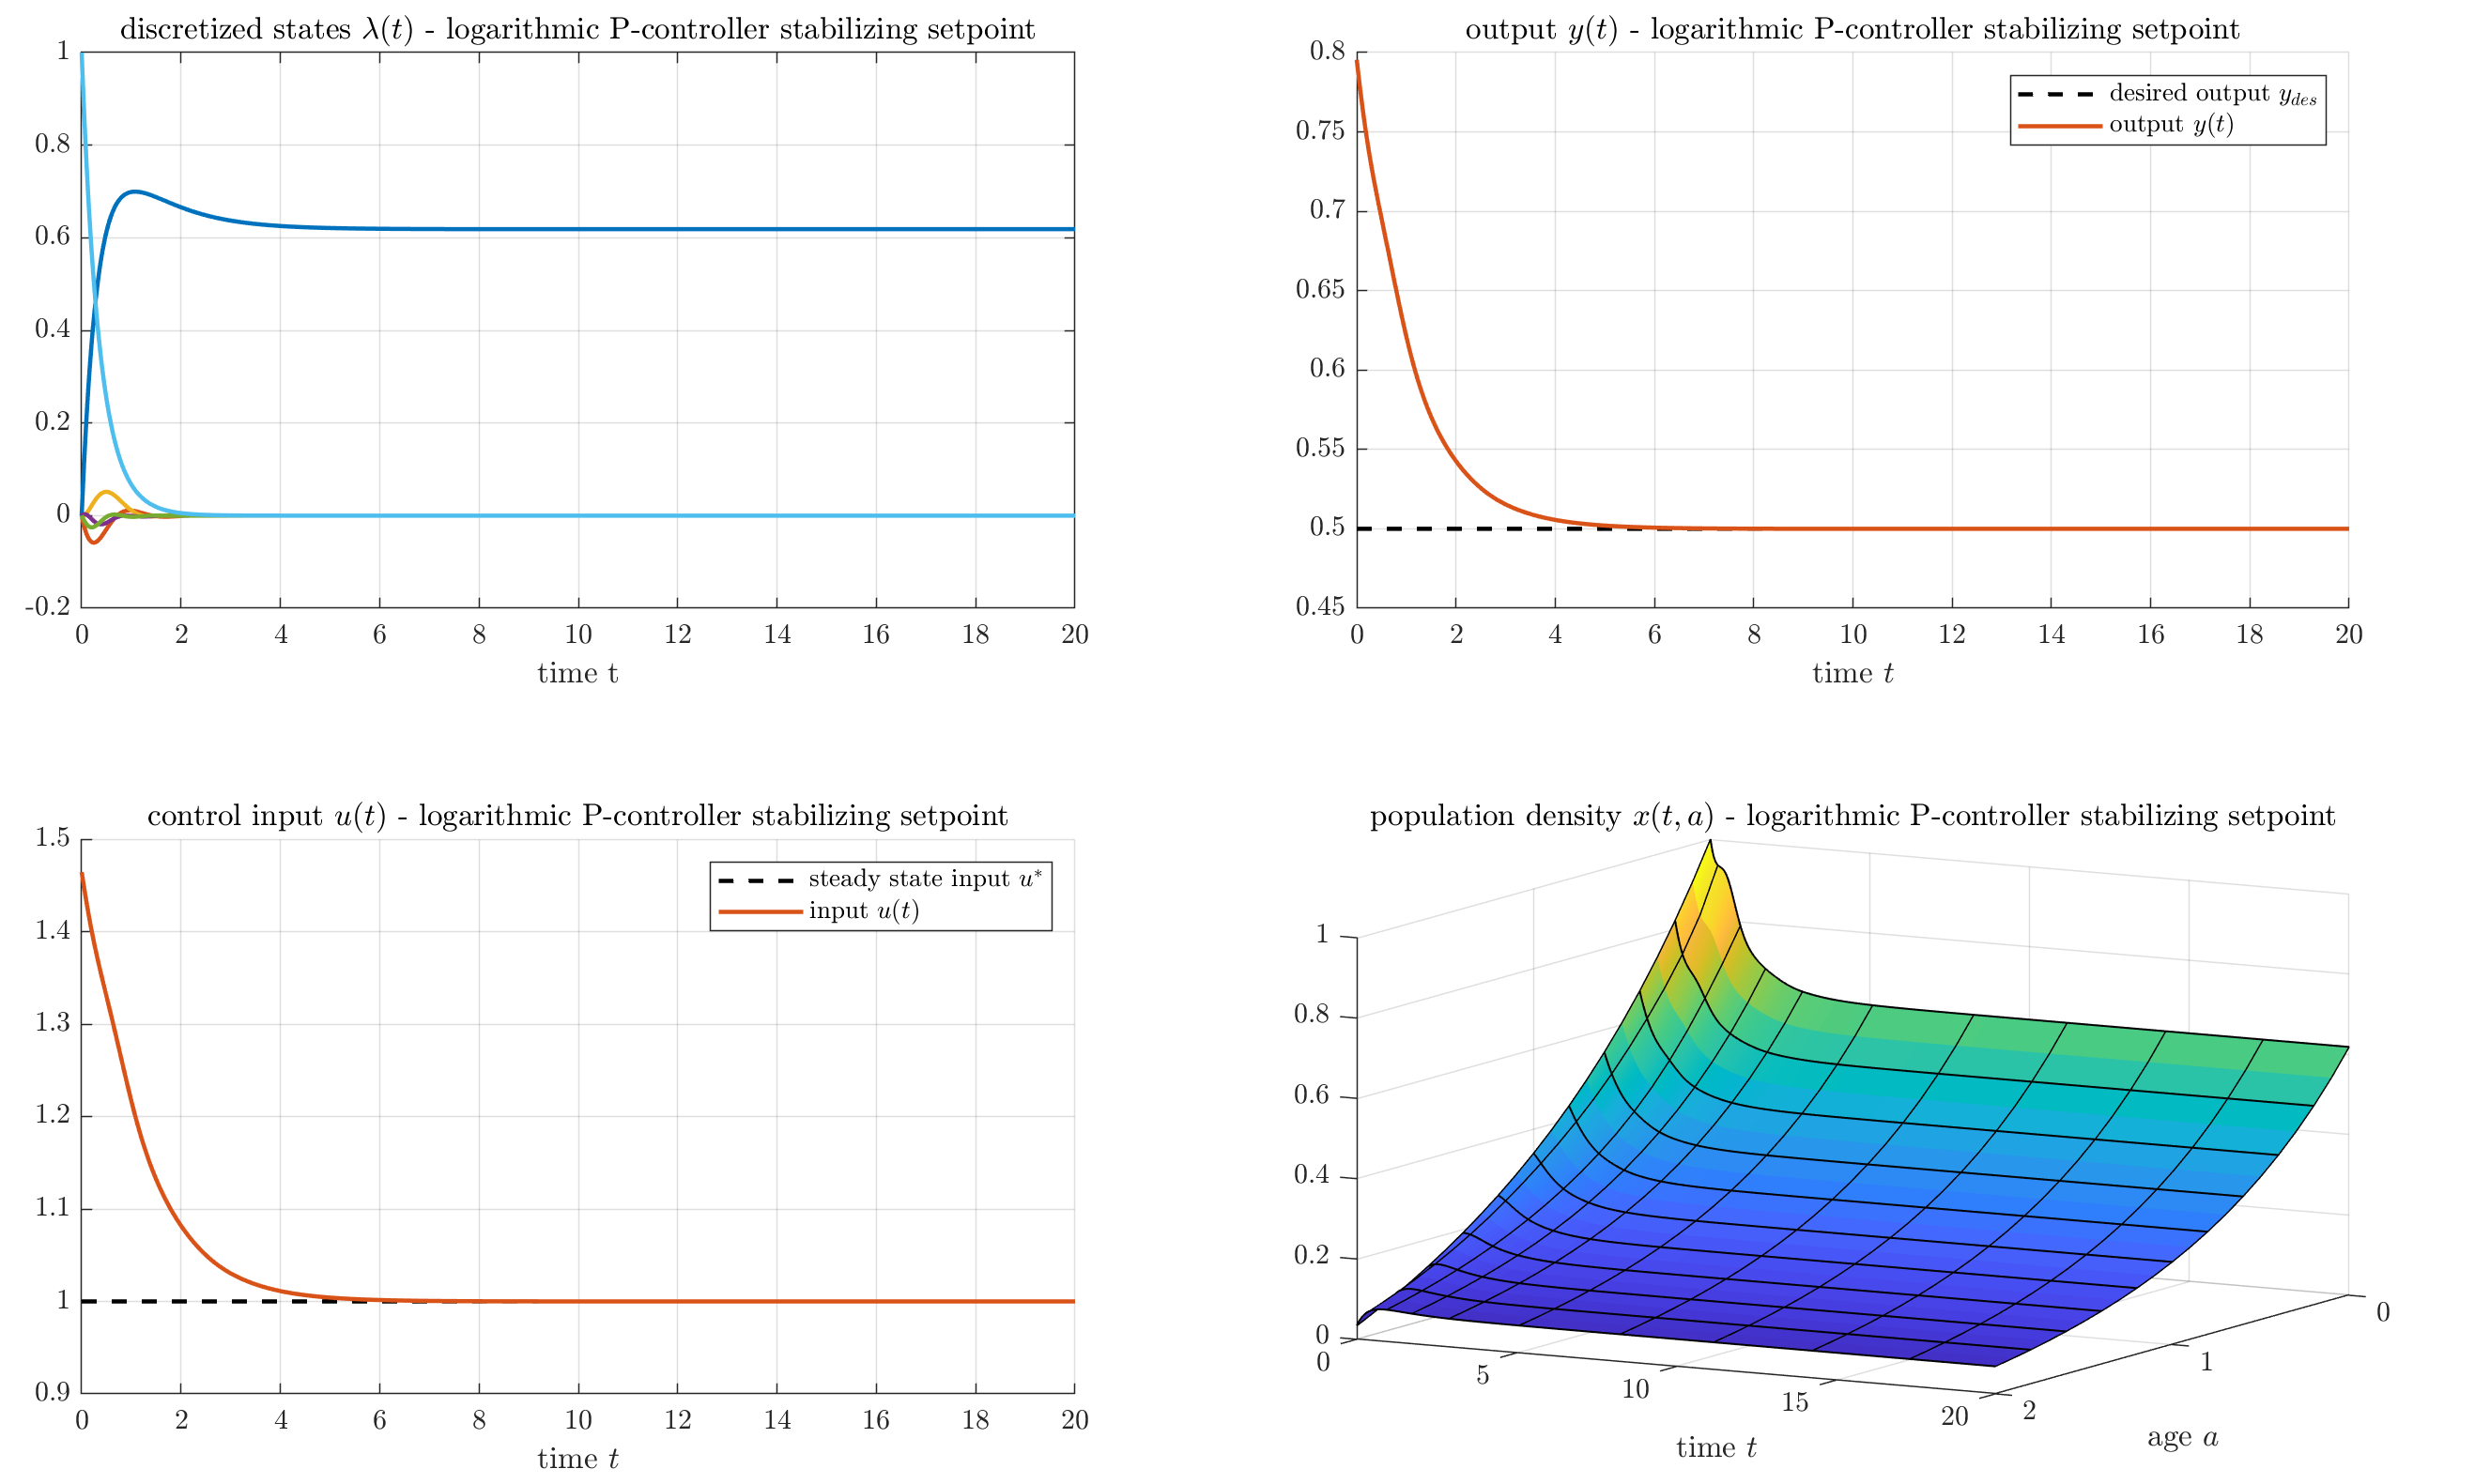 discretized states λ(t) - logarithmic P-controller stabilizing setpoint
1
0.8
0.6
0.4
0.2
0
-0.2
0 2 4 6 8 10 12 14 16 18 20
time t
output y(t) - logarithmic P-controller stabilizing setpoint
desired output y_des
output y(t)
0.8
0.75
0.7
0.65
0.6
0.55
0.5
0.45
0 2 4 6 8 10 12 14 16 18 20
time t
control input u(t) - logarithmic P-controller stabilizing setpoint
steady state input u*
input u(t)
1.5
1.4
1.3
1.2
1.1
1
0.9
0 2 4 6 8 10 12 14 16 18 20
time t
population density x(t, a) - logarithmic P-controller stabilizing setpoint
1
0.8
0.6
0.4
0.2
0
0 5 10 15 20
time t
2 1 0
age a